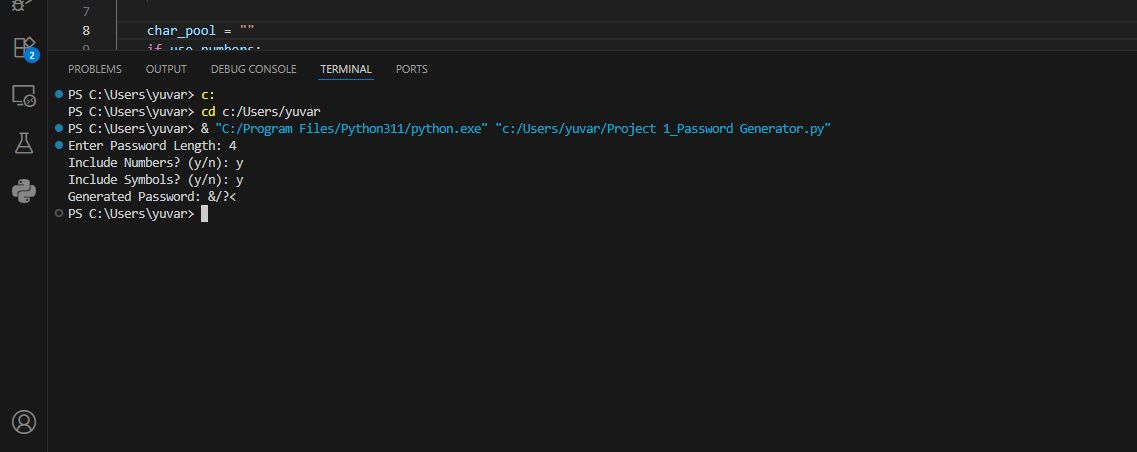 7
8 char_pool = ""
9 if use_numbers:
2
PROBLEMS OUTPUT DEBUG CONSOLE TERMINAL PORTS
PS C:\Users\yuvar> c:
PS C:\Users\yuvar> cd c:/Users/yuvar
PS C:\Users\yuvar> & "C:/Program Files/Python311/python.exe" "c:/Users/yuvar/Project 1_Password Generator.py"
Enter Password Length: 4
Include Numbers? (y/n): y
Include Symbols? (y/n): y
Generated Password: &/?<
PS C:\Users\yuvar>